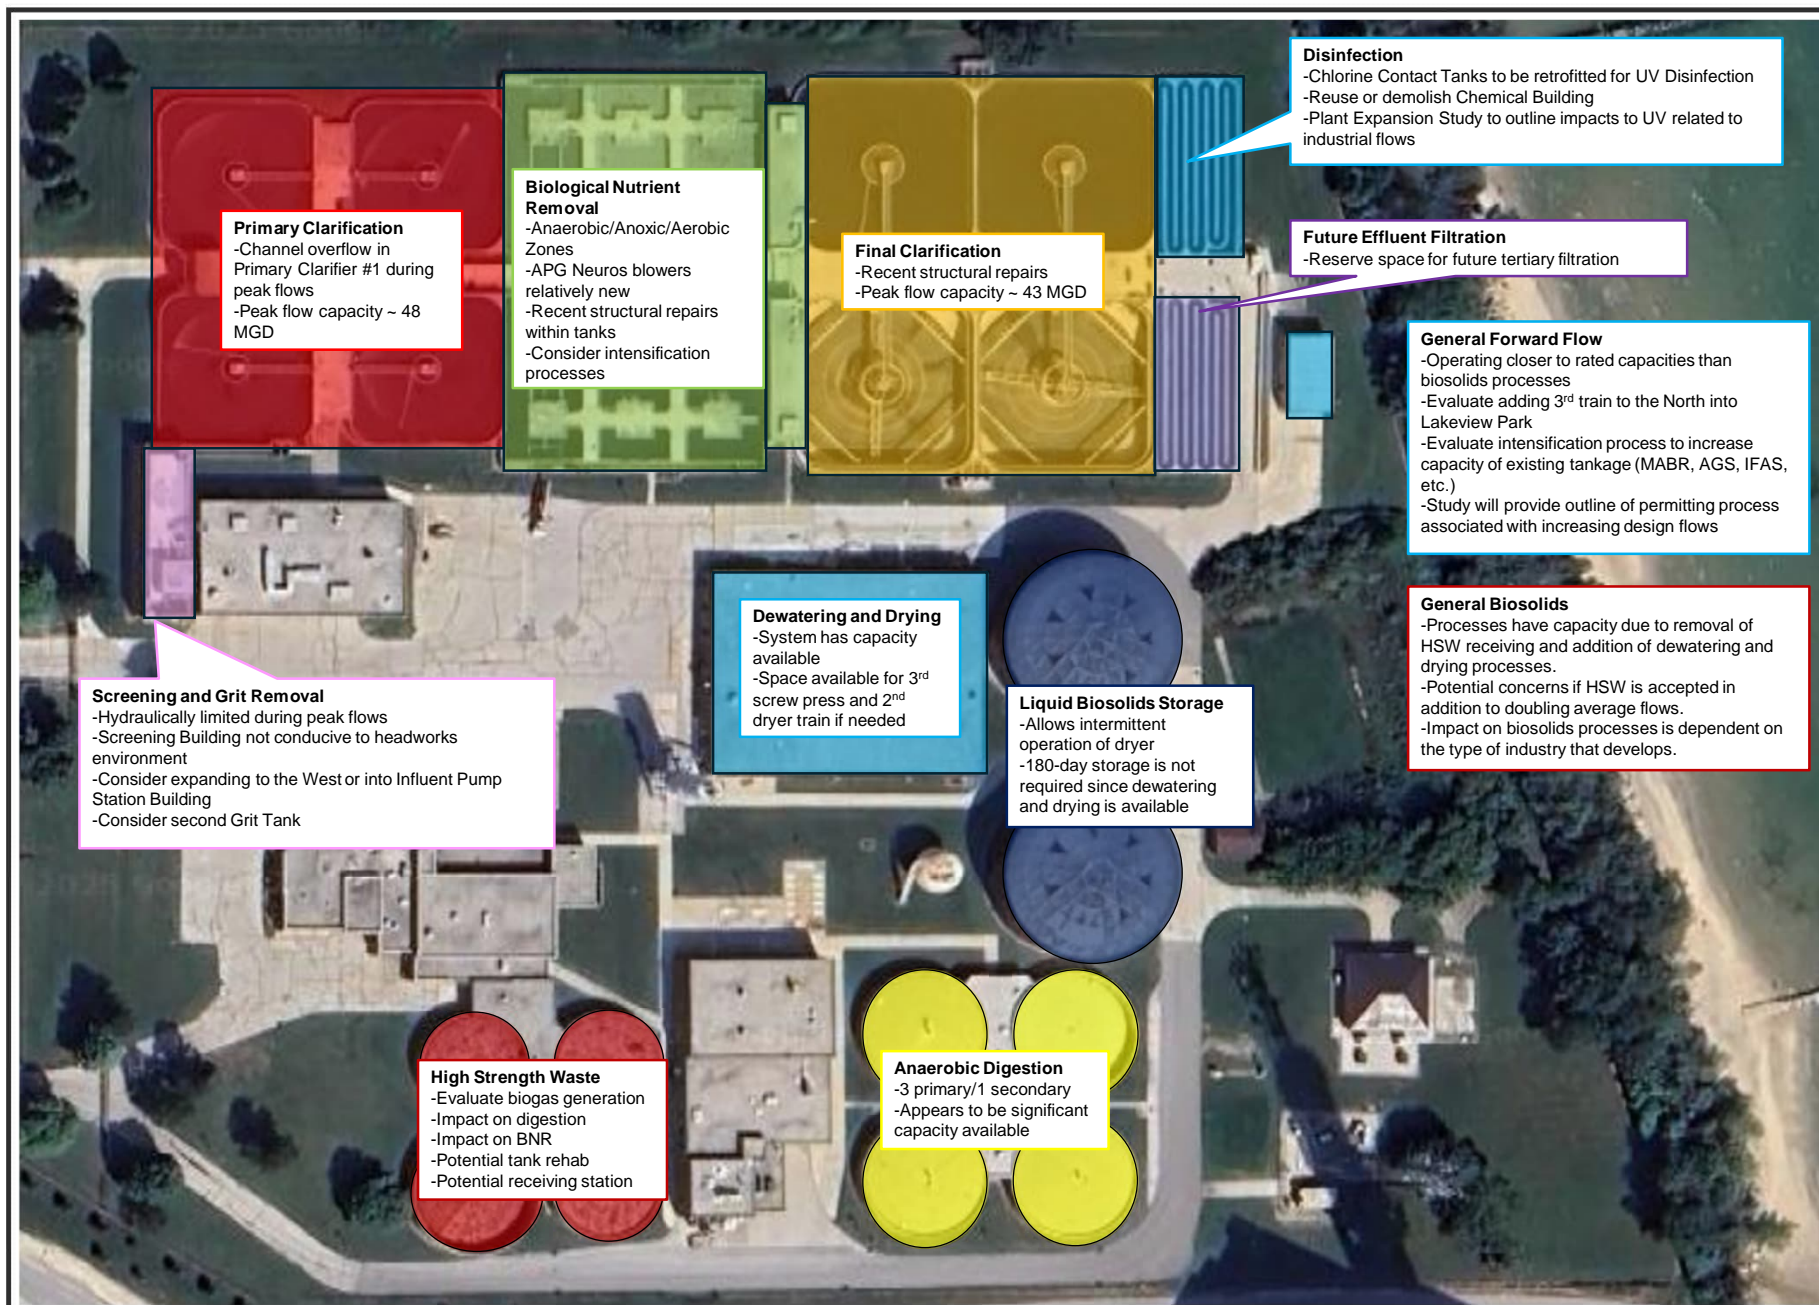 Disinfection
-Chlorine Contact Tanks to be retrofitted for UV Disinfection
-Reuse or demolish Chemical Building
-Plant Expansion Study to outline impacts to UV related to
industrial flows
Primary Clarification
-Channel overflow in
Primary Clarifier #1 during
peak flows
-Peak flow capacity ~ 48
MGD
Biological Nutrient
Removal
-Anaerobic/Anoxic/Aerobic
Zones
-APG Neuros blowers
relatively new
-Recent structural repairs
within tanks
-Consider intensification
processes
Final Clarification
-Recent structural repairs
-Peak flow capacity ~ 43 MGD
Future Effluent Filtration
-Reserve space for future tertiary filtration
General Forward Flow
-Operating closer to rated capacities than
biosolids processes
-Evaluate adding 3rd train to the North into
Lakeview Park
-Evaluate intensification process to increase
capacity of existing tankage (MABR, AGS, IFAS,
etc.)
-Study will provide outline of permitting process
associated with increasing design flows
General Biosolids
-Processes have capacity due to removal of
HSW receiving and addition of dewatering and
drying processes.
-Potential concerns if HSW is accepted in
addition to doubling average flows.
-Impact on biosolids processes is dependent on
the type of industry that develops.
Screening and Grit Removal
-Hydraulically limited during peak flows
-Screening Building not conducive to headworks
environment
-Consider expanding to the West or into Influent Pump
Station Building
-Consider second Grit Tank
Dewatering and Drying
-System has capacity
available
-Space available for 3rd
screw press and 2nd
dryer train if needed
Liquid Biosolids Storage
-Allows intermittent
operation of dryer
-180-day storage is not
required since dewatering
and drying is available
High Strength Waste
-Evaluate biogas generation
-Impact on digestion
-Impact on BNR
-Potential tank rehab
-Potential receiving station
Anaerobic Digestion
-3 primary/1 secondary
-Appears to be significant
capacity available